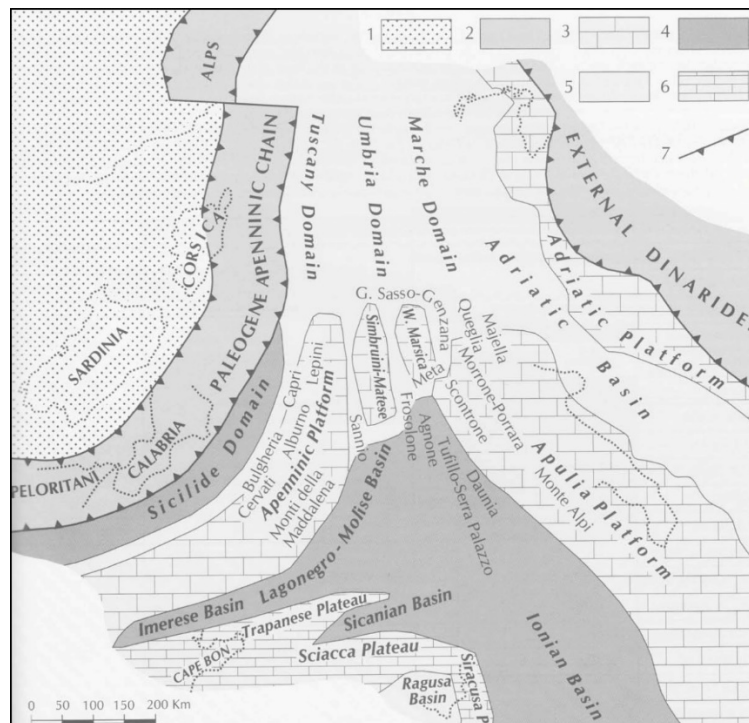 1
2
3
4
5
6
7
ALPS
Tuscany Domain
Umbria Domain
Marche Domain
EXTERNAL DINARIDE
Adriatic Platform
Adriatic Basin
CORSICA
SARDINIA
PALEOGENE APENNINIC CHAIN
PELORITANI
CALABRIA
Sicilide Domain
G. Sasso-Genzana
Simbruini-Matese
W. Marsica
Meta
Queglia
Majella
Morrone-Porrara
Scontrone
Lepini
Capri
Alburno
Bulgheria
Cervati
Apenninic Platform
Monti della
Maddalena
Sannio
Frosolone
Agnone
Tufillo-Serra Palazzo
Daunia
Apulia Platform
Monte Alpi
Imerese Basin
Lagonegro-Molise Basin
Trapanese Plateau
Sicanian Basin
CAPE BON
Sciacca Plateau
Ragusa
Basin
Siracusa P
Ionian Basin
0 50 100 150 200 Km